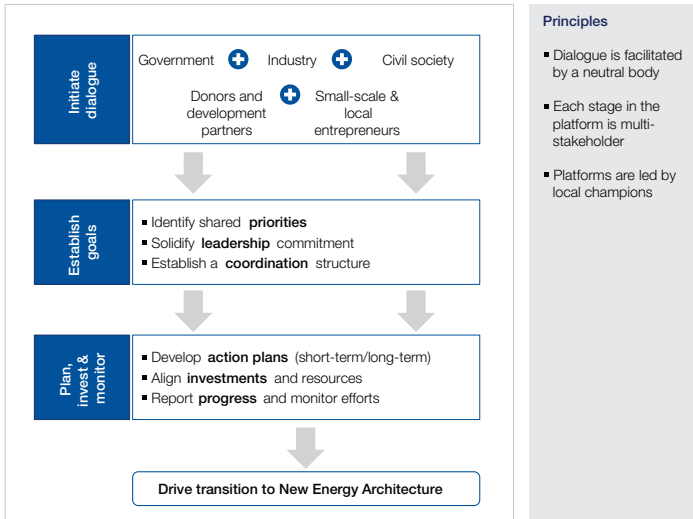 Initiate
dialogue
Government + Industry + Civil society
Donors and
development
partners
+
Small-scale &
local
entrepreneurs
Establish
goals
▪ Identify shared priorities
▪ Solidify leadership commitment
▪ Establish a coordination structure
Plan,
invest &
monitor
▪ Develop action plans (short-term/long-term)
▪ Align investments and resources
▪ Report progress and monitor efforts
Drive transition to New Energy Architecture
Principles
▪ Dialogue is facilitated
by a neutral body
▪ Each stage in the
platform is multi-
stakeholder
▪ Platforms are led by
local champions